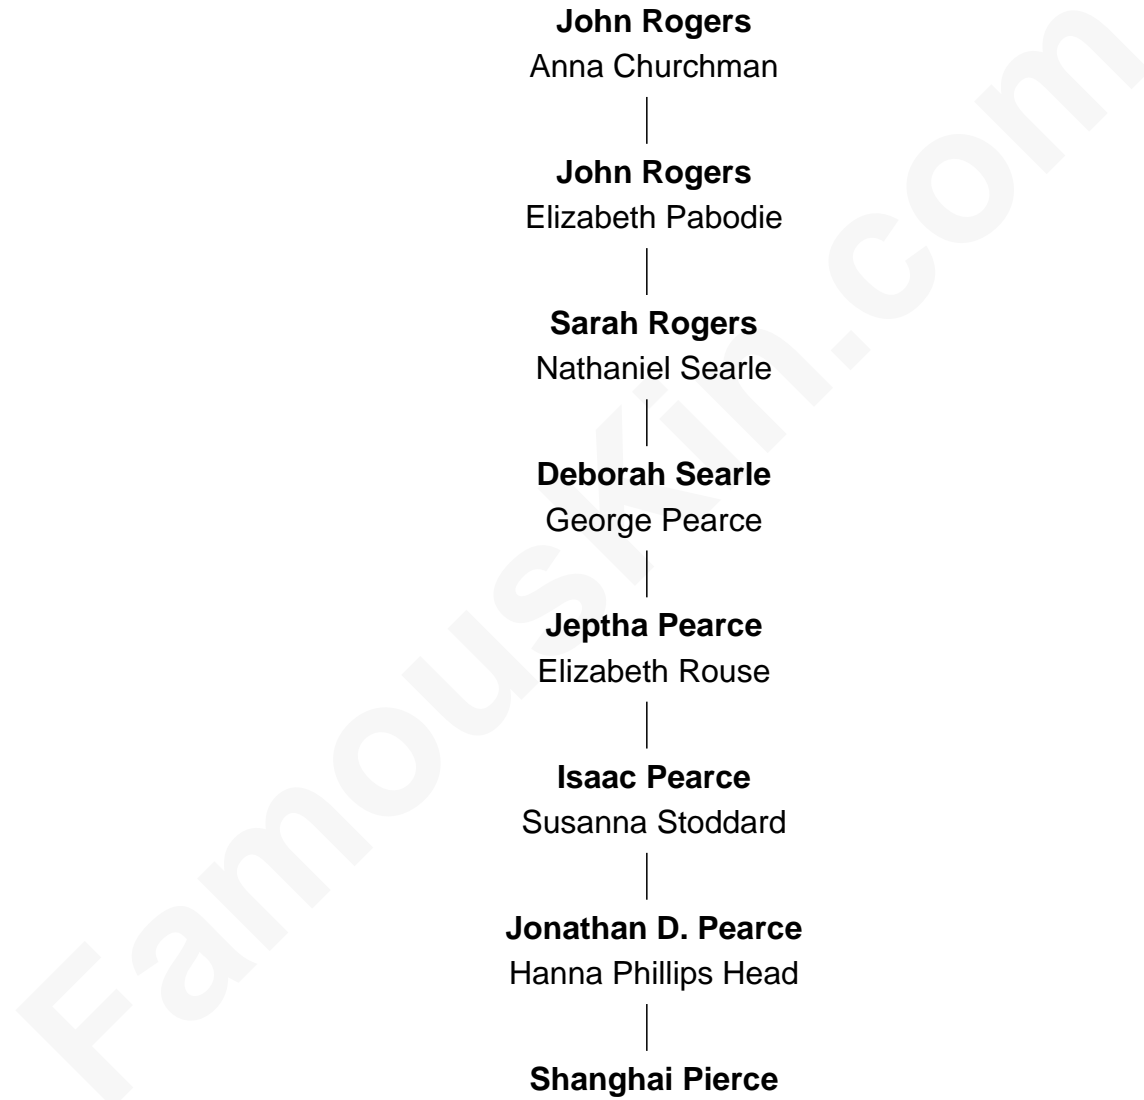 John Rogers
Anna Churchman
John Rogers
Elizabeth Pabodie
Sarah Rogers
Nathaniel Searle
Deborah Searle
George Pearce
Jeptha Pearce
Elizabeth Rouse
Isaac Pearce
Susanna Stoddard
Jonathan D. Pearce
Hanna Phillips Head
Shanghai Pierce
FamousKin.com